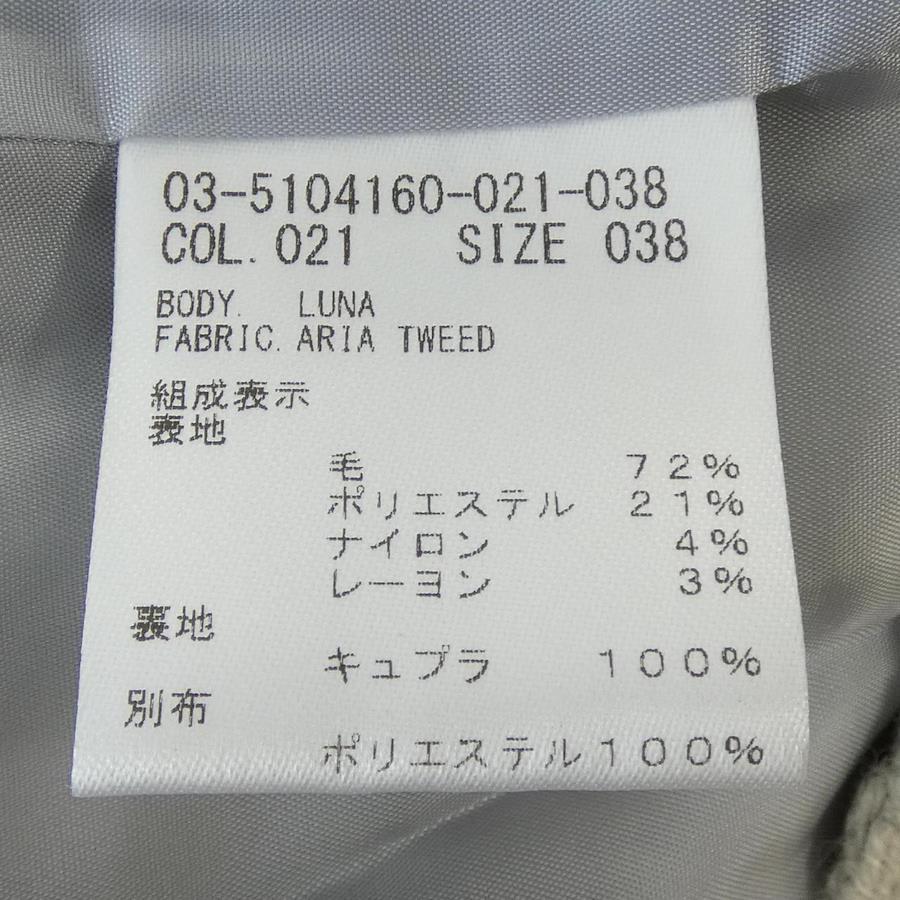 03-5104160-021-038
COL. 021 SIZE 038
BODY. LUNA
FABRIC. ARIA TWEED
組成表示
表地
毛 72%
ポリエステル 21%
ナイロン 4%
レーヨン 3%
裏地
キュプラ 100%
別布
ポリエステル100%